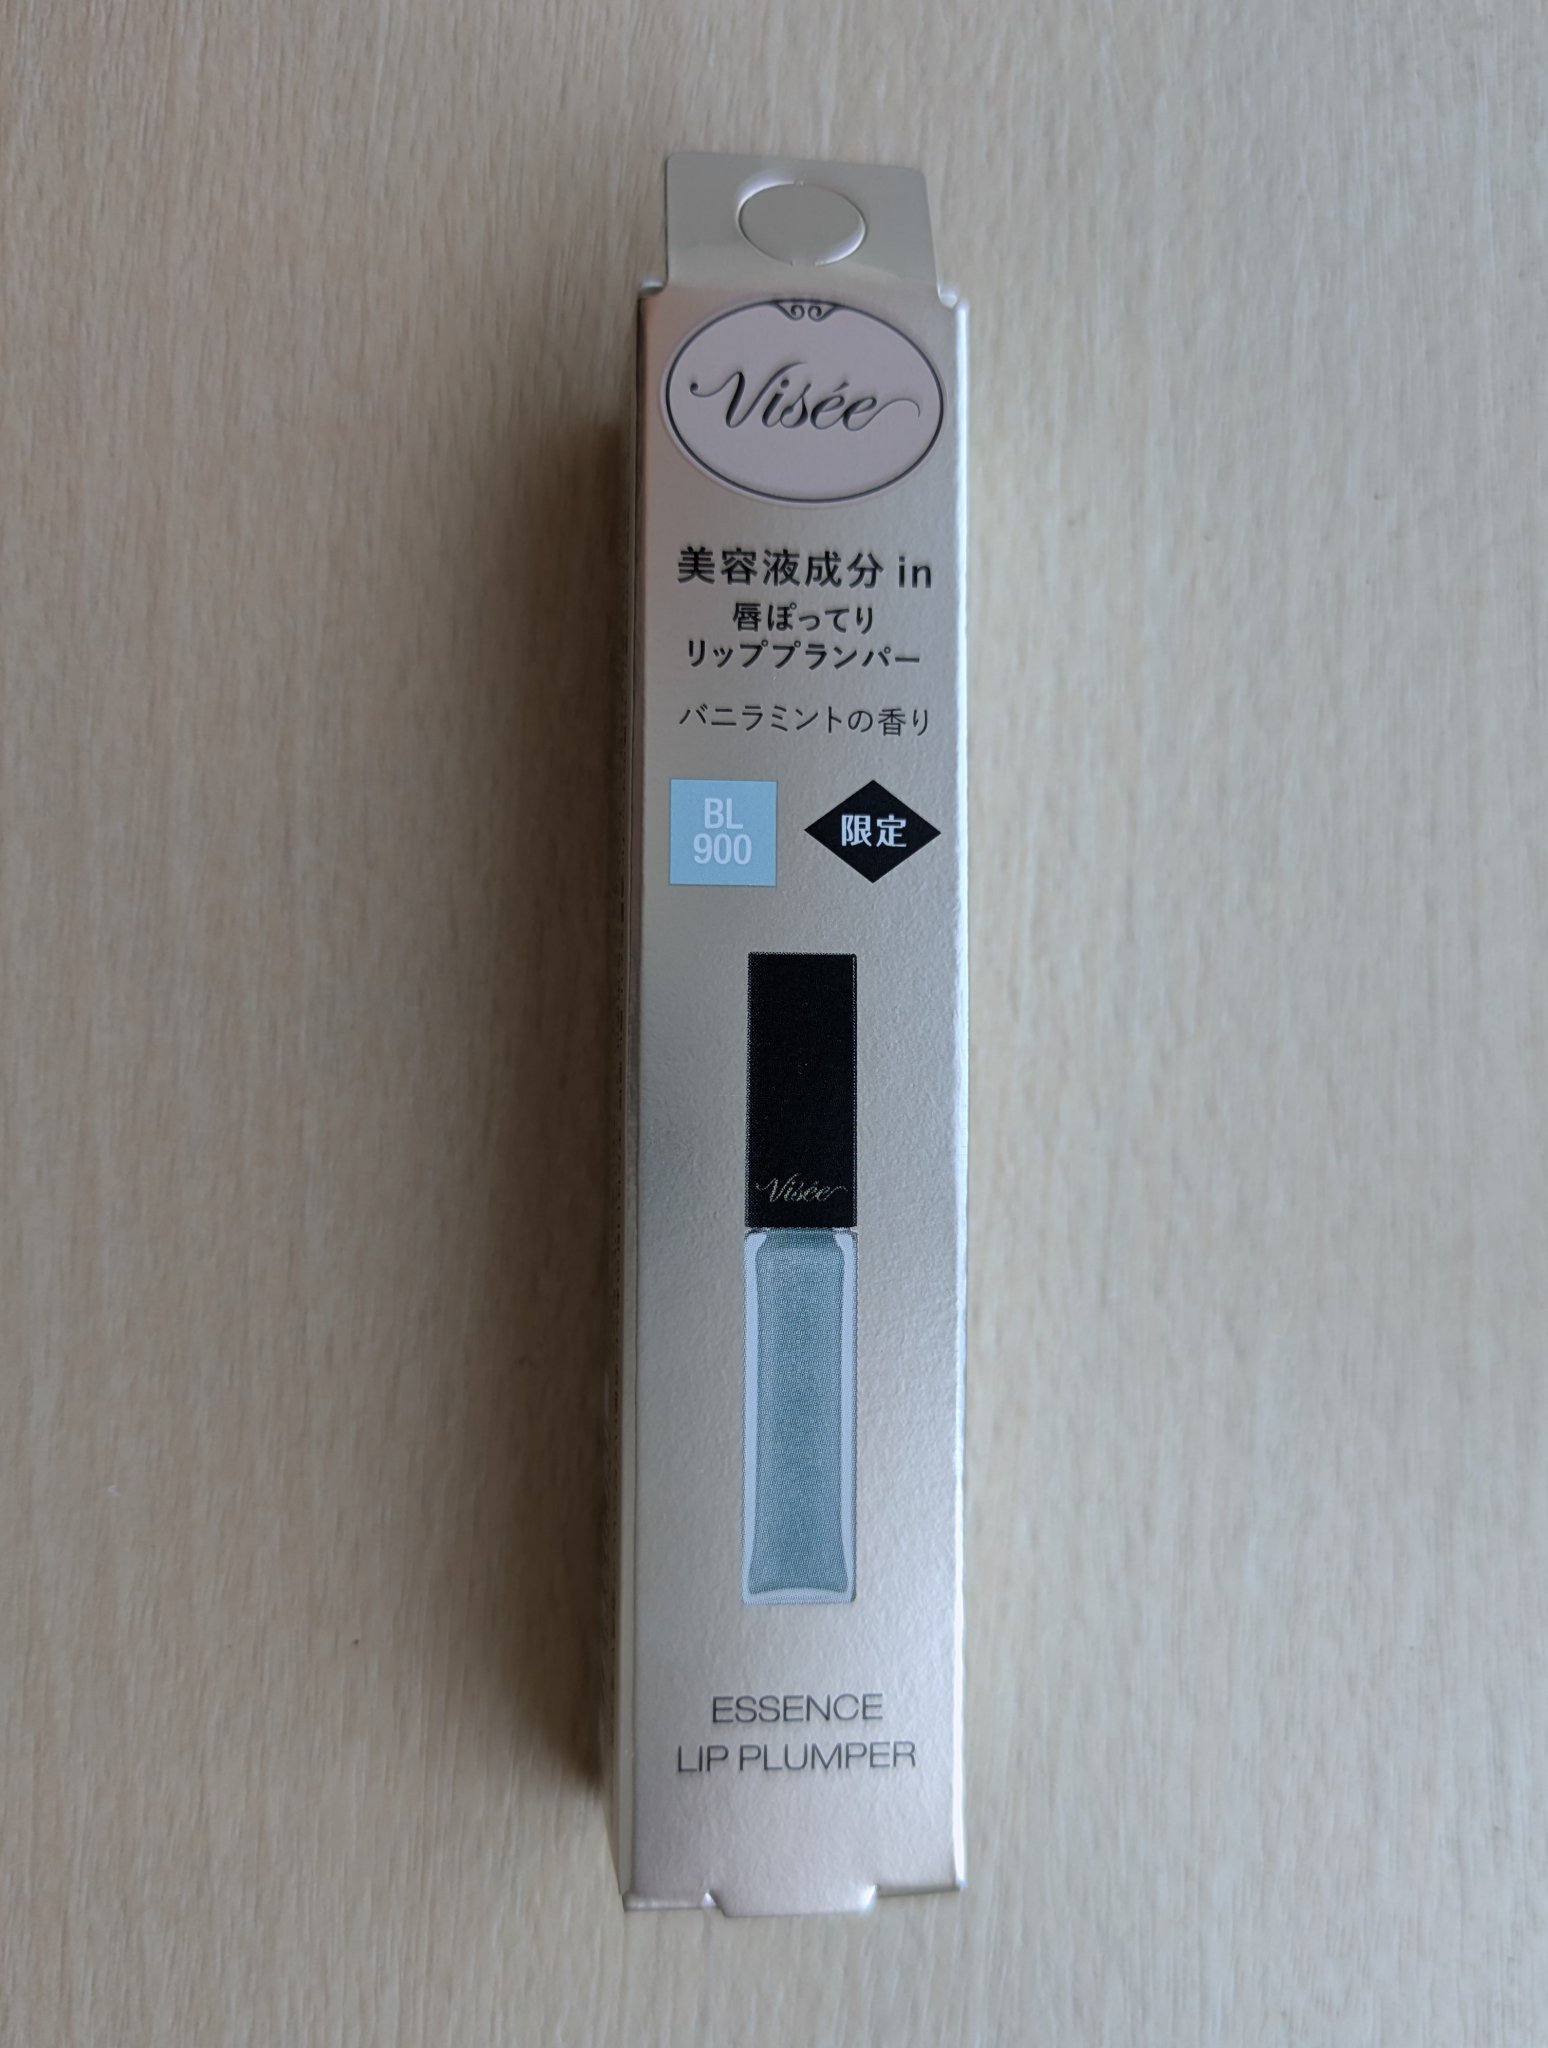 Visée
美容液成分 in
唇ぽってり
リッププランパー
バニラミントの香り
BL
900
限定
Visée
ESSENCE
LIP PLUMPER